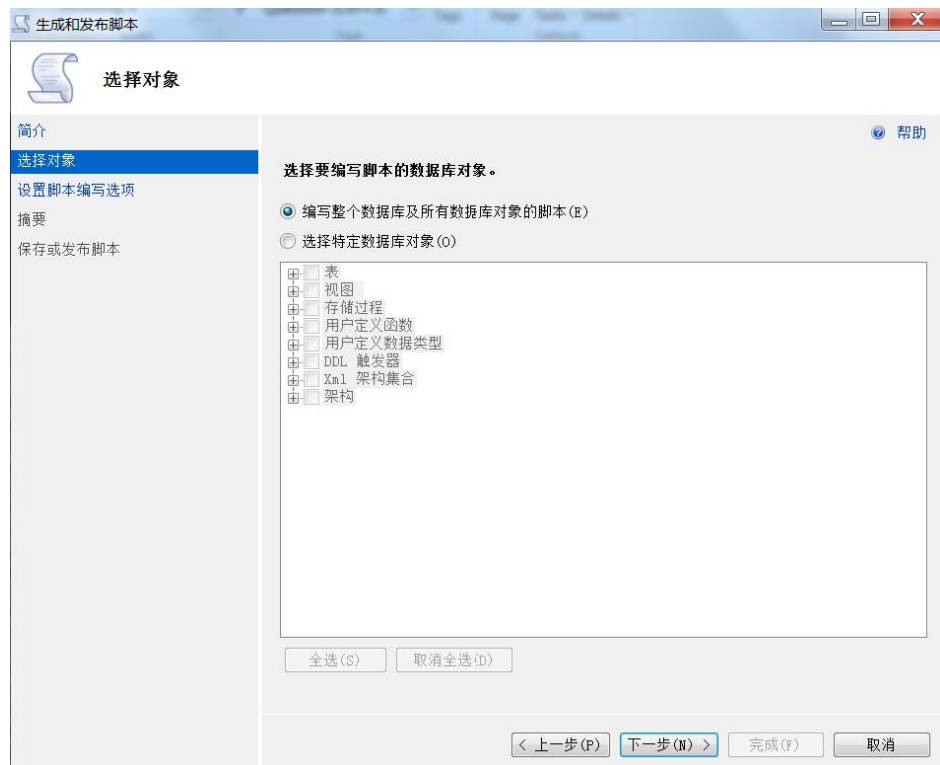 生成和发布脚本
选择对象
简介
选择对象
设置脚本编写选项
摘要
保存或发布脚本
帮助
选择要编写脚本的数据库对象。
编写整个数据库及所有数据库对象的脚本(E)
选择特定数据库对象(O)
表
视图
存储过程
用户定义函数
用户定义数据类型
DDL 触发器
Xml 架构集合
架构
全选(S)
取消全选(D)
< 上一步(P)
下一步(N) >
完成(F)
取消